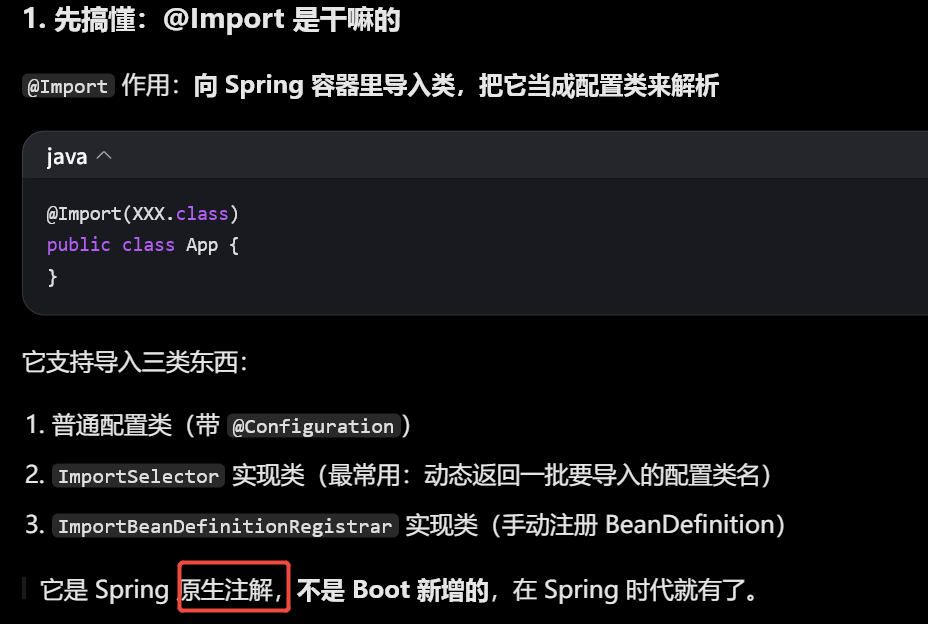 1. 先搞懂：@Import 是干嘛的
@Import 作用：向 Spring 容器里导入类，把它当成配置类来解析
java
@Import(XXX.class)
public class App {
}
它支持导入三类东西：
1. 普通配置类（带 @Configuration）
2. ImportSelector 实现类（最常用：动态返回一批要导入的配置类名）
3. ImportBeanDefinitionRegistrar 实现类（手动注册 BeanDefinition）
它是 Spring 原生注解，不是 Boot 新增的，在 Spring 时代就有了。